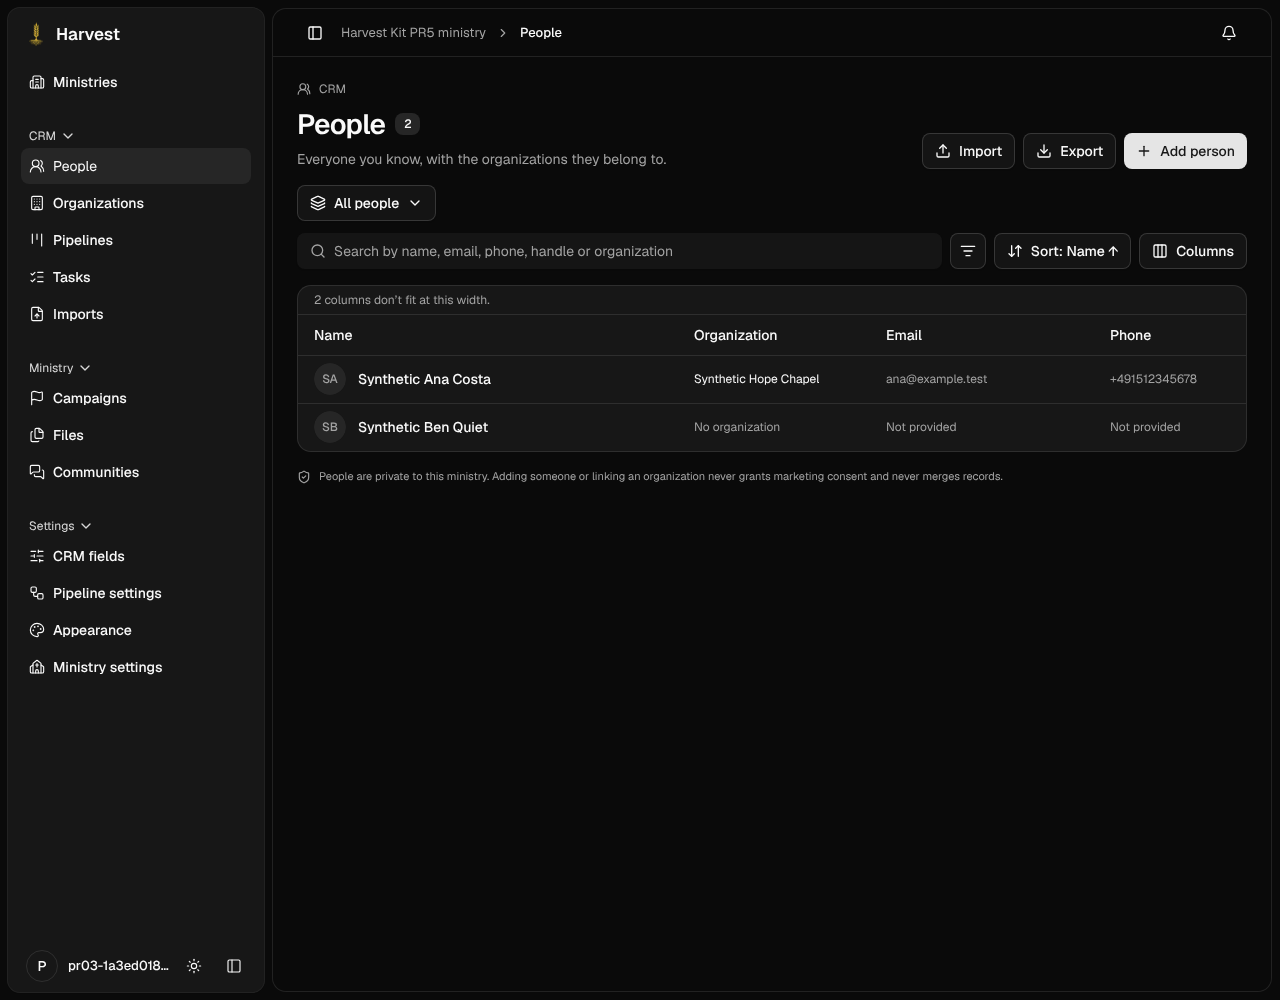 Harvest
Ministries
CRM
People
Organizations
Pipelines
Tasks
Imports
Ministry
Campaigns
Files
Communities
Settings
CRM fields
Pipeline settings
Appearance
Ministry settings
P pr03-1a3ed018...
Harvest Kit PR5 ministry > People
CRM
People 2
Everyone you know, with the organizations they belong to.
Import Export Add person
All people
Search by name, email, phone, handle or organization
Sort: Name ↑ Columns
2 columns don't fit at this width.
Name Organization Email Phone
SA Synthetic Ana Costa Synthetic Hope Chapel ana@example.test +491512345678
SB Synthetic Ben Quiet No organization Not provided Not provided
People are private to this ministry. Adding someone or linking an organization never grants marketing consent and never merges records.